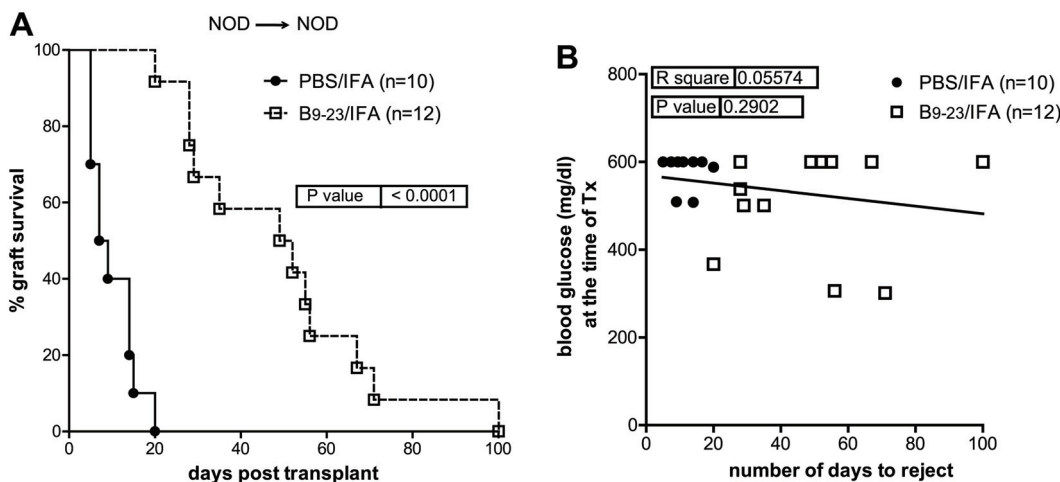 A
NOD → NOD
PBS/IFA (n=10)
B9-23/IFA (n=12)
P value < 0.0001
% graft survival
100
80
60
40
20
0
0 20 40 60 80 100
days post transplant
B
R square 0.05574
P value 0.2902
PBS/IFA (n=10)
B9-23/IFA (n=12)
blood glucose (mg/dl)
at the time of Tx
800
600
400
200
0
0 20 40 60 80 100
number of days to reject